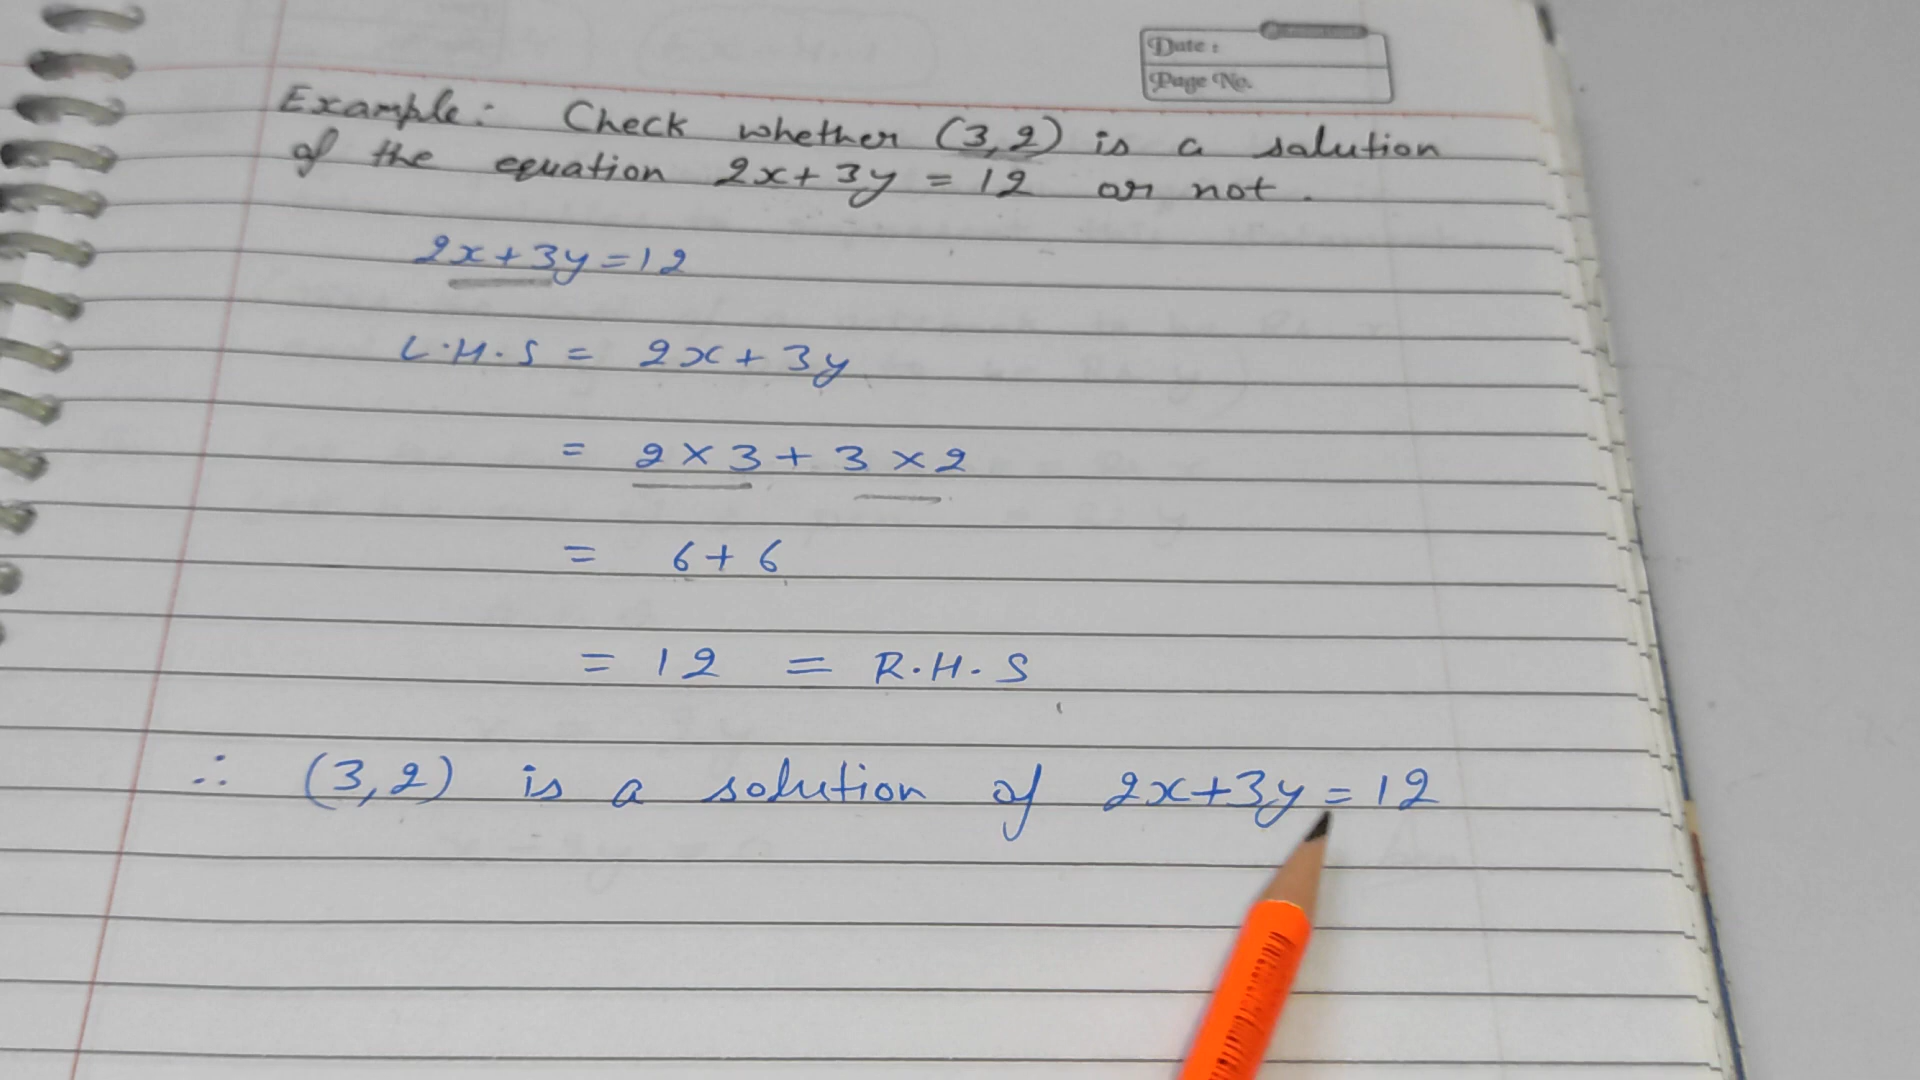 Date:
Page No.
Example: Check whether (3,2) is a solution
of the equation 2x+3y = 12 or not.
2x+3y=12
L.H.S = 2x+3y
= 2×3+3×2
= 6+6
= 12 = R.H.S
∴ (3,2) is a solution of 2x+3y=12